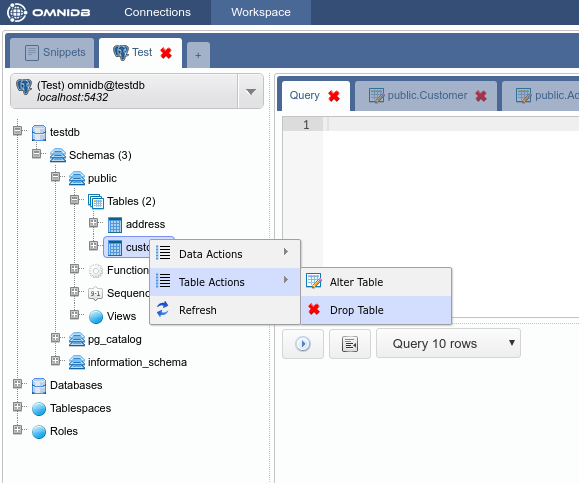 OMNIDB Connections Workspace
Snippets Test +
(Test) omnidb@testdb
localhost:5432
Query public.Customer public.Ad
1
testdb
Schemas (3)
public
Tables (2)
address
custo
Data Actions
Table Actions
Refresh
Alter Table
Drop Table
Function
Sequenc
Views
pg_catalog
information_schema
Databases
Tablespaces
Roles
Query 10 rows